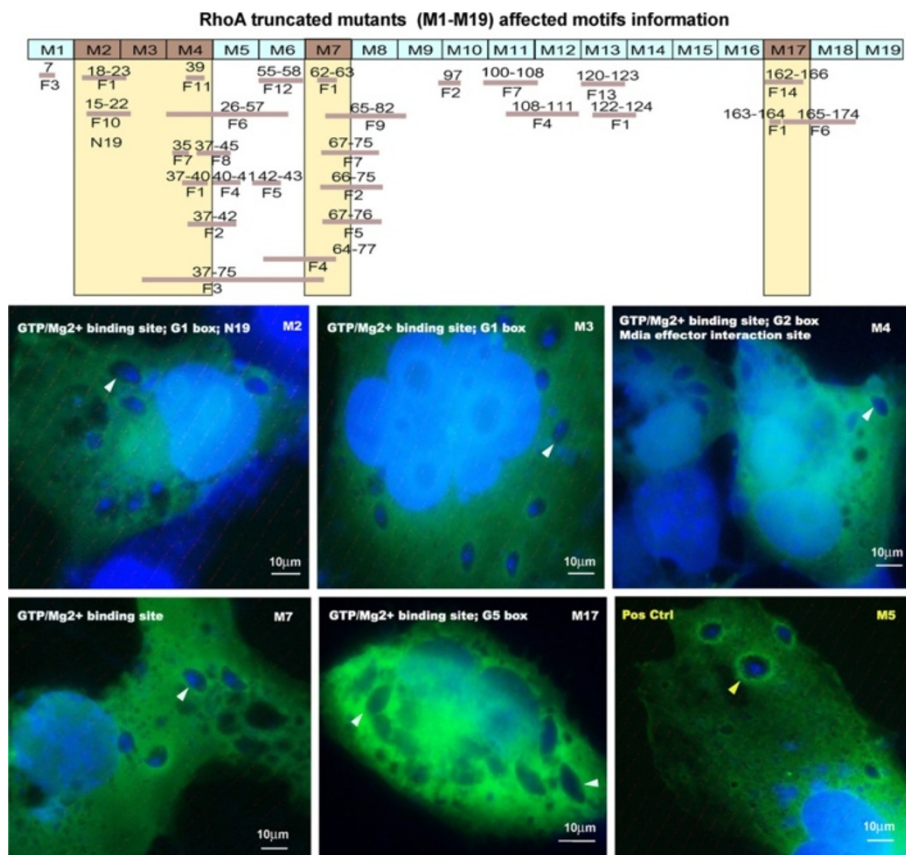 RhoA truncated mutants (M1-M19) affected motifs information
M1 M2 M3 M4 M5 M6 M7 M8 M9 M10 M11 M12 M13 M14 M15 M16 M17 M18 M19
7 18-23 39 55-58 62-63 97 100-108 120-123 162-166
F3 F1 F11 F12 F1 F2 F7 F13 F14
15-22 26-57 65-82 108-111 122-124 163-164 165-174
F10 F6 F9 F4 F1 F1 F6
N19 35 37-45 67-75
F7 F8 F7
37-40 40-41 42-43 66-75
F1 F4 F5 F2
37-42 67-76
F2 F5
64-77
F4
37-75
F3
GTP/Mg2+ binding site; G1 box; N19 M2
10μm
GTP/Mg2+ binding site; G1 box M3
10μm
GTP/Mg2+ binding site; G2 box M4
Mdia effector interaction site
10μm
GTP/Mg2+ binding site M7
10μm
GTP/Mg2+ binding site; G5 box M17
10μm
Pos Ctrl M5
10μm